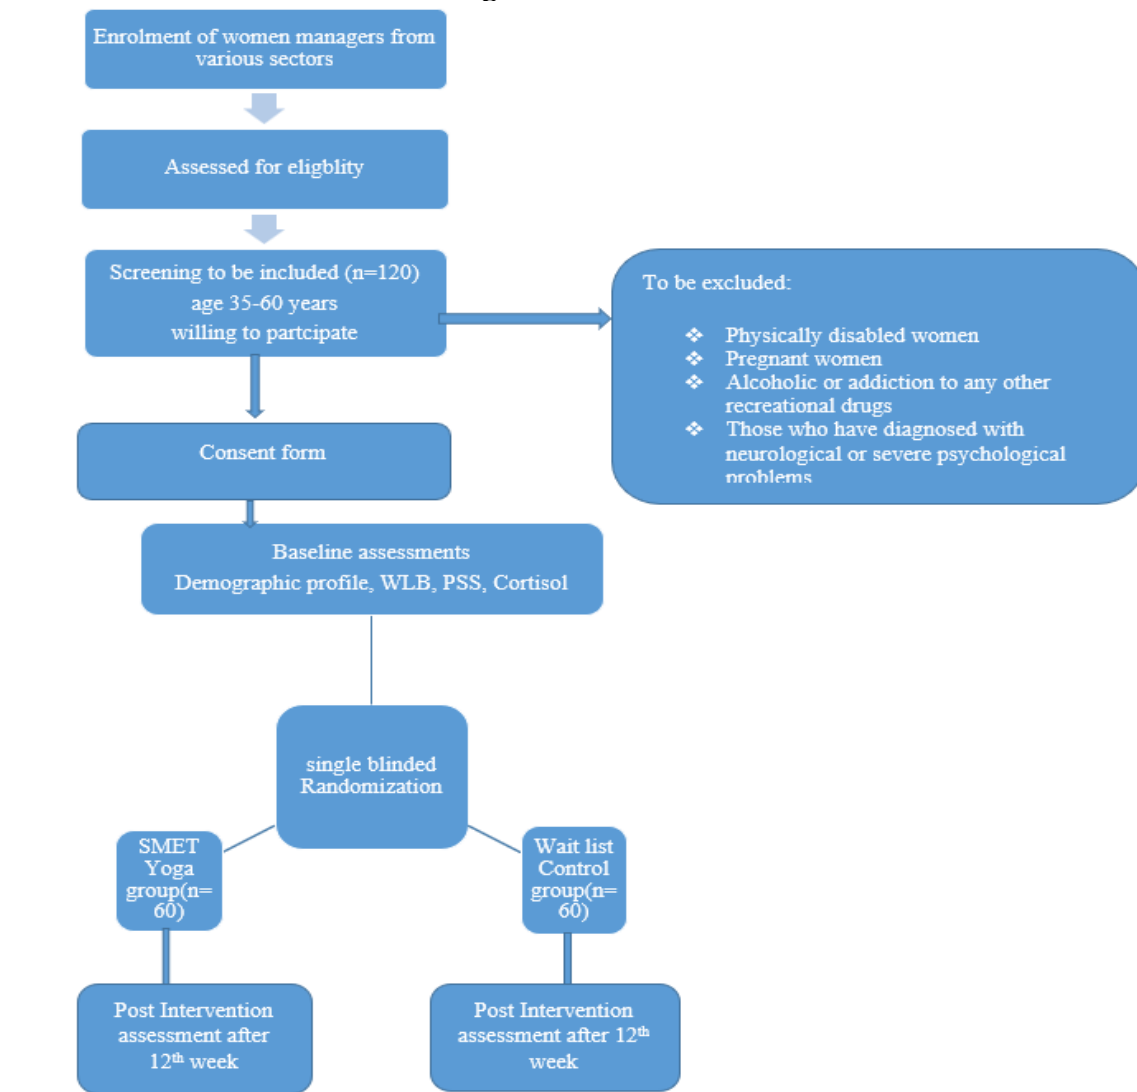 Enrolment of women managers from
various sectors
Assessed for eligblity
Screening to be included (n=120)
age 35-60 years
willing to partcipate
To be excluded:
❖ Physically disabled women
❖ Pregnant women
❖ Alcoholic or addiction to any other
recreational drugs
❖ Those who have diagnosed with
neurological or severe psychological
problems
Consent form
Baseline assessments
Demographic profile, WLB, PSS, Cortisol
single blinded
Randomization
SMET
Yoga
group(n=
60)
Wait list
Control
group(n=
60)
Post Intervention
assessment after
12th week
Post Intervention
assessment after 12th
week